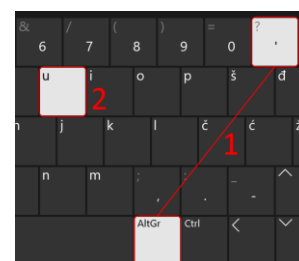 & / ( ) = ?
6 7 8 9 0 '
u i o p š đ
2
j k l č ć ž
1
n m ; : _ ^
, . -
AltGr Ctrl < ﹀